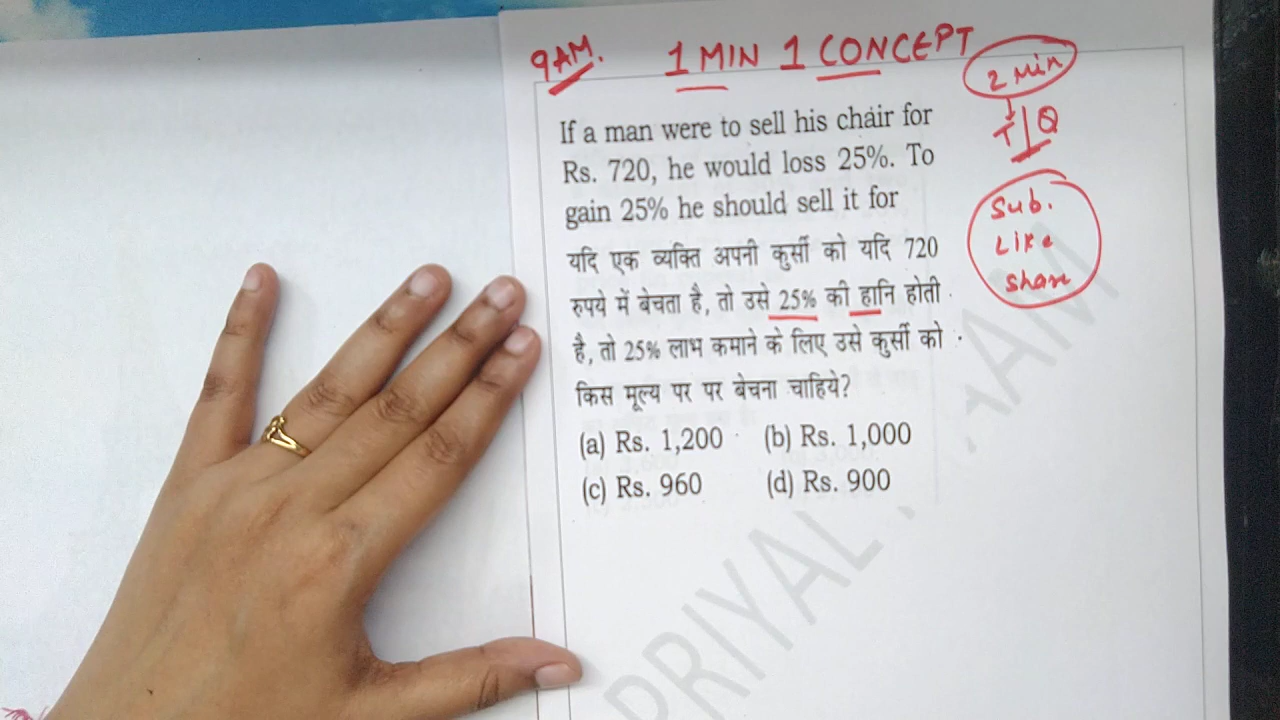 9AM. 1 MIN 1 CONCEPT
2 Min
T/Q
Sub.
Like
Share
If a man were to sell his chair for
Rs. 720, he would loss 25%. To
gain 25% he should sell it for
यदि एक व्यक्ति अपनी कुर्सी को यदि 720
रुपये में बेचता है, तो उसे 25% की हानि होती
है, तो 25% लाभ कमाने के लिए उसे कुर्सी को
किस मूल्य पर पर बेचना चाहिये?
(a) Rs. 1,200 (b) Rs. 1,000
(c) Rs. 960 (d) Rs. 900
PRIYAL